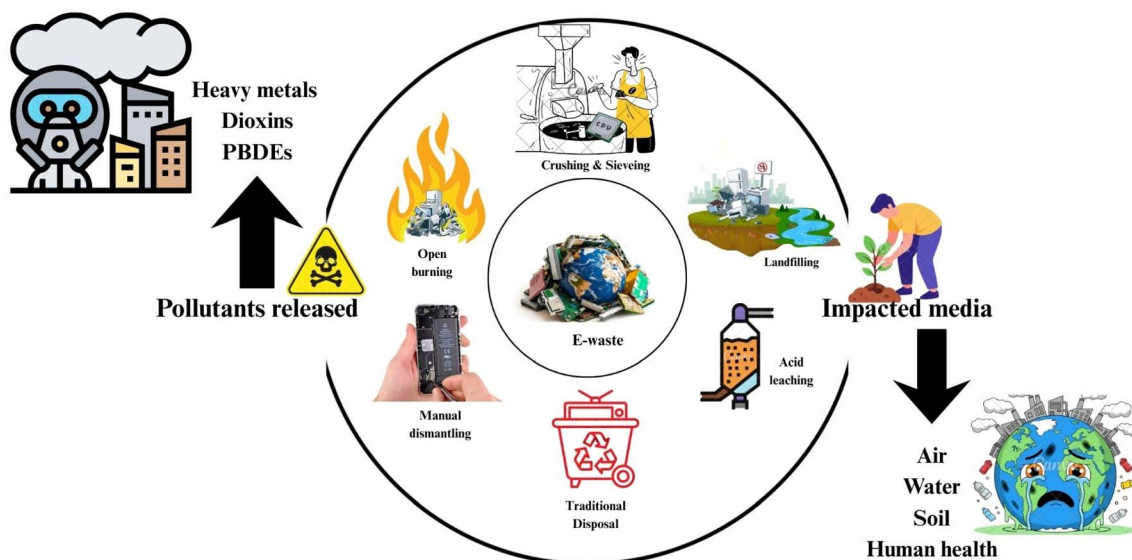 Heavy metals
Dioxins
PBDEs
Pollutants released
CPU
Crushing & Sieveing
Open
burning
Landfilling
E-waste
Manual
dismantling
Acid
leaching
Traditional
Disposal
Impacted media
Air
Water
Soil
Human health